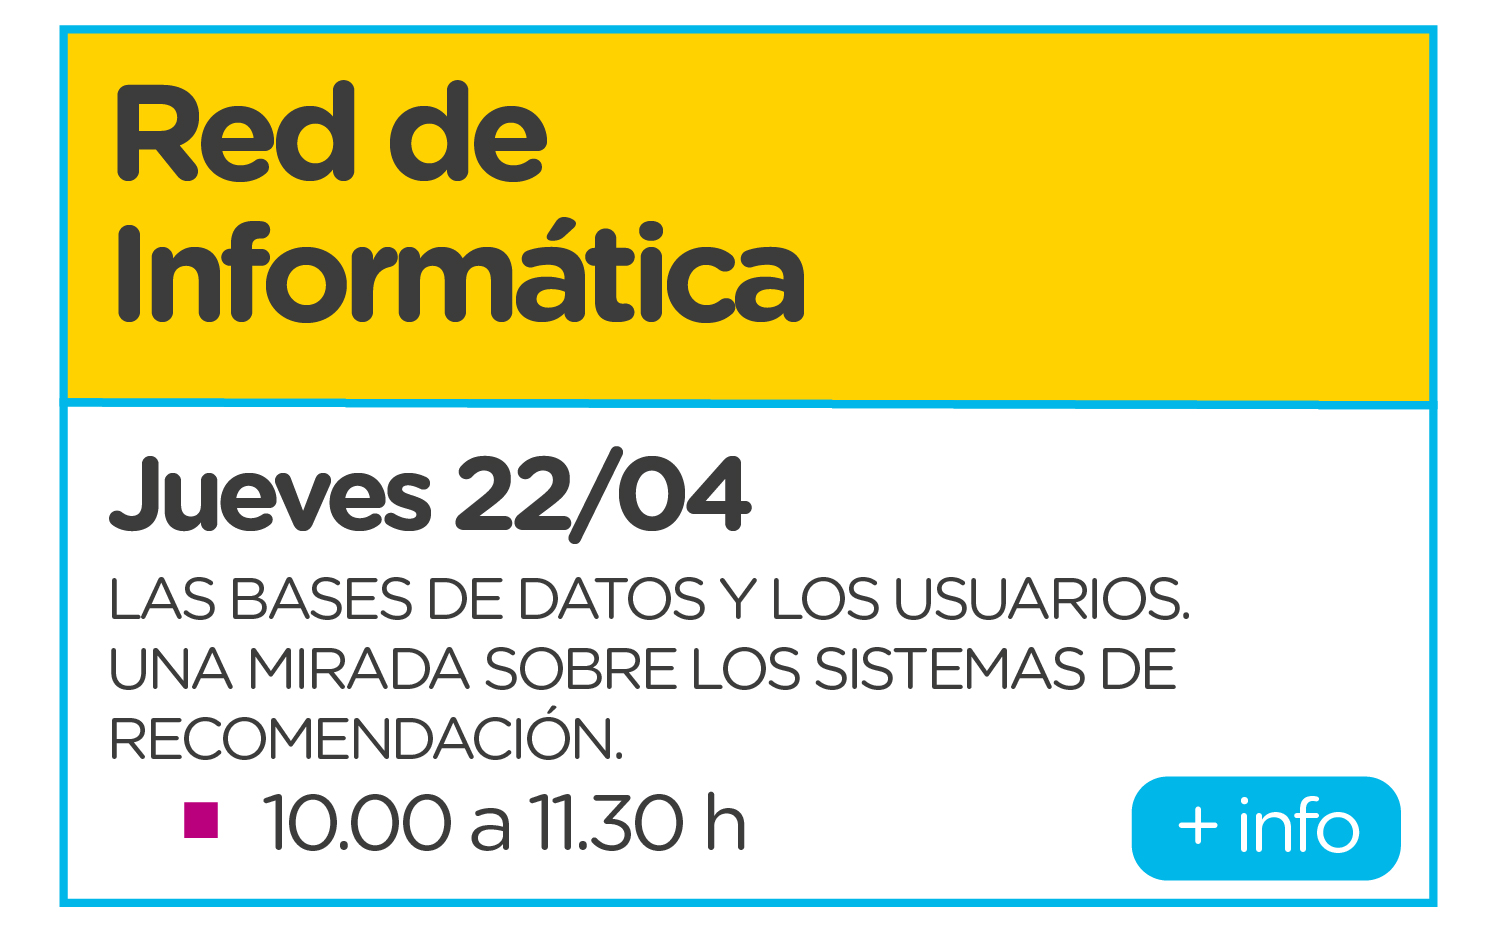 Red de
Informática
Jueves 22/04
LAS BASES DE DATOS Y LOS USUARIOS.
UNA MIRADA SOBRE LOS SISTEMAS DE
RECOMENDACIÓN.
10.00 a 11.30 h
+ info